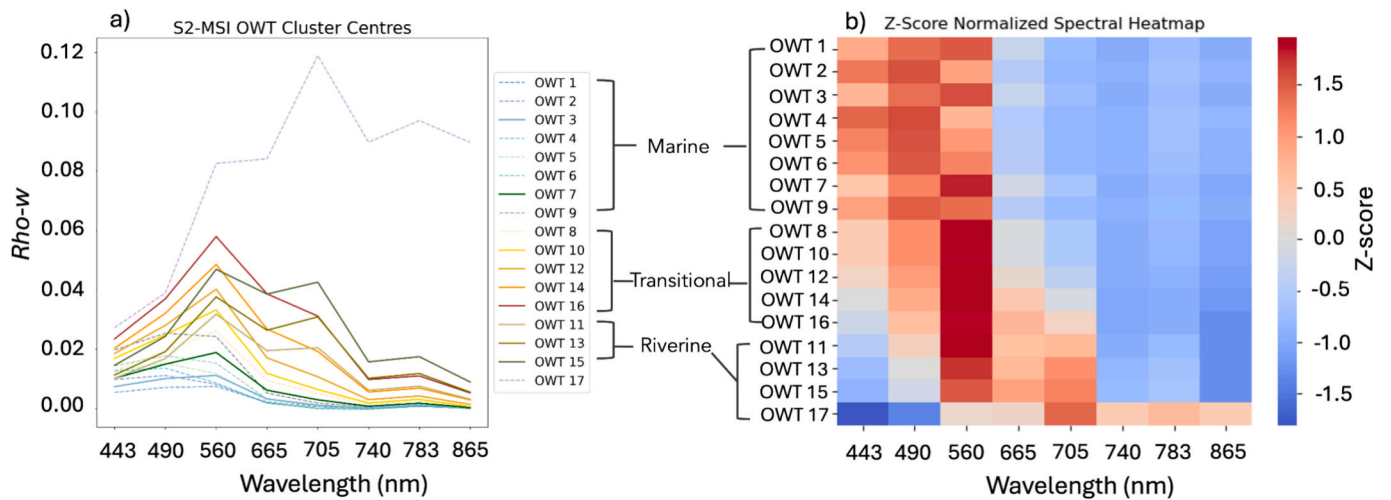 a)
S2-MSI OWT Cluster Centres
0.12
0.10
0.08
0.06
0.04
0.02
0.00
Rho-w
443 490 560 665 705 740 783 865
Wavelength (nm)
OWT 1
OWT 2
OWT 3
OWT 4
OWT 5
OWT 6
OWT 7
OWT 9
OWT 8
OWT 10
OWT 12
OWT 14
OWT 16
OWT 11
OWT 13
OWT 15
OWT 17
Marine
Transitional
Riverine
b)
Z-Score Normalized Spectral Heatmap
OWT 1
OWT 2
OWT 3
OWT 4
OWT 5
OWT 6
OWT 7
OWT 9
OWT 8
OWT 10
OWT 12
OWT 14
OWT 16
OWT 11
OWT 13
OWT 15
OWT 17
443 490 560 665 705 740 783 865
Wavelength (nm)
1.5
1.0
0.5
0.0
-0.5
-1.0
-1.5
Z-score